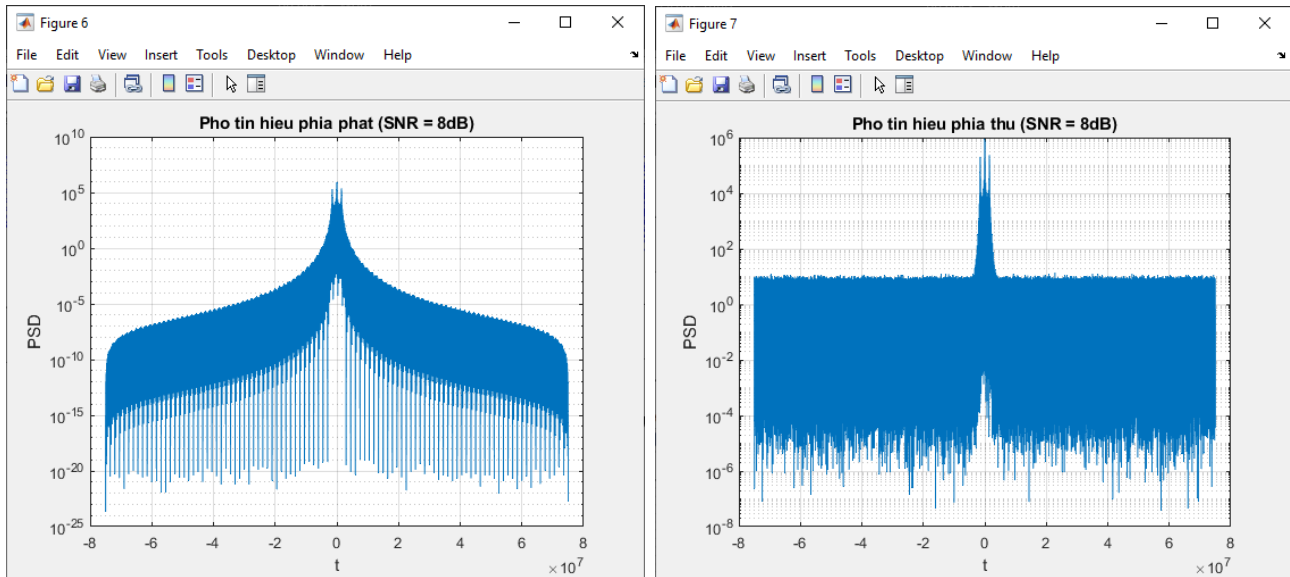 Figure 6
File Edit View Insert Tools Desktop Window Help
Pho tin hieu phia phat (SNR = 8dB)
10^10
10^5
10^0
10^-5
10^-10
10^-15
10^-20
10^-25
PSD
-8 -6 -4 -2 0 2 4 6 8
t
× 10^7
Figure 7
File Edit View Insert Tools Desktop Window Help
Pho tin hieu phia thu (SNR = 8dB)
10^6
10^4
10^2
10^0
10^-2
10^-4
10^-6
10^-8
PSD
-8 -6 -4 -2 0 2 4 6 8
t
× 10^7